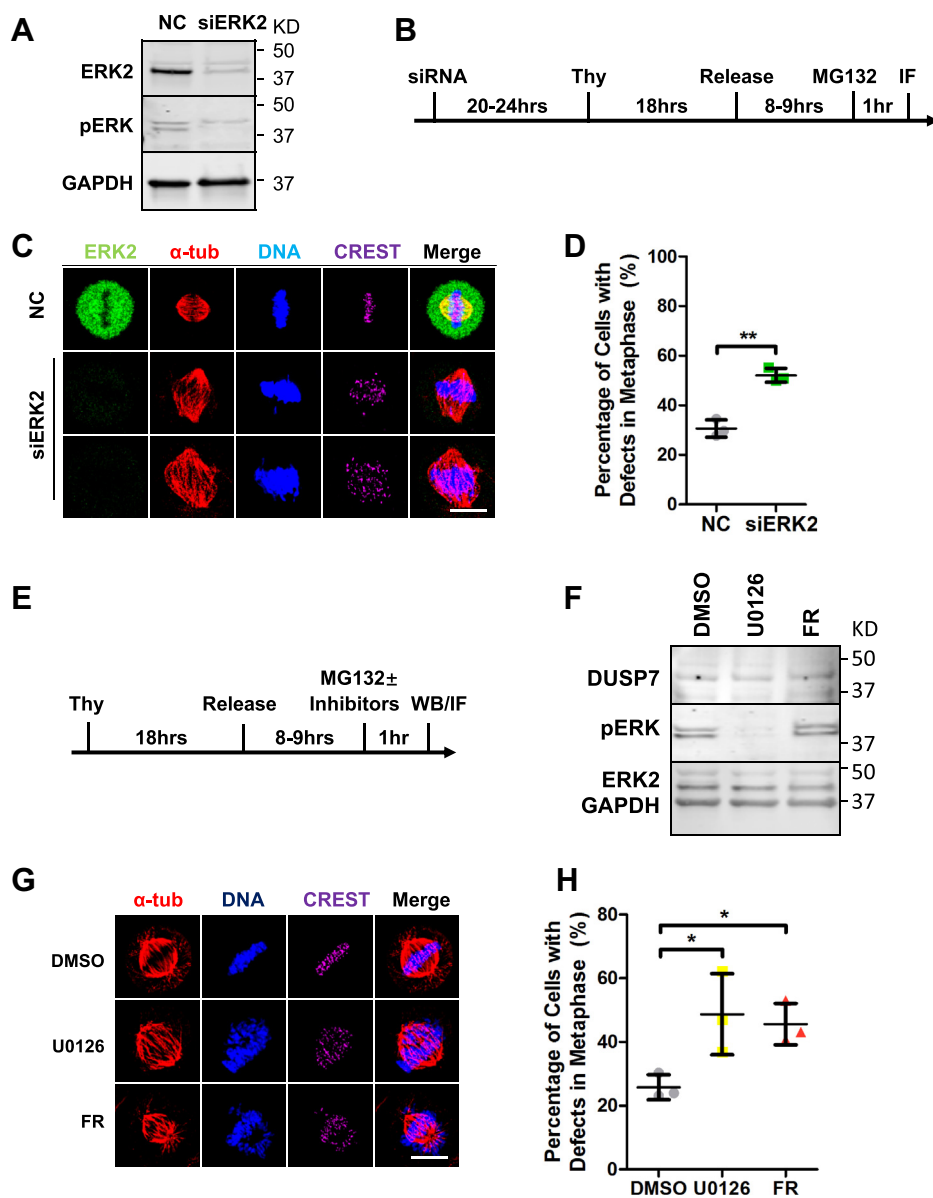 A
NC siERK2 KD
ERK2
50
37
pERK
50
37
GAPDH
37
B
siRNA Thy Release MG132 IF
20-24hrs 18hrs 8-9hrs 1hr
C
ERK2 α-tub DNA CREST Merge
NC
siERK2
D
Percentage of Cells with
Defects in Metaphase (%)
100
80
60
40
20
0
**
NC siERK2
E
MG132±
Thy Release Inhibitors WB/IF
18hrs 8-9hrs 1hr
F
DMSO U0126 FR KD
DUSP7
50
37
pERK
37
ERK2
50
GAPDH
37
G
α-tub DNA CREST Merge
DMSO
U0126
FR
H
Percentage of Cells with
Defects in Metaphase (%)
80
60
40
20
0
*
*
DMSO U0126 FR